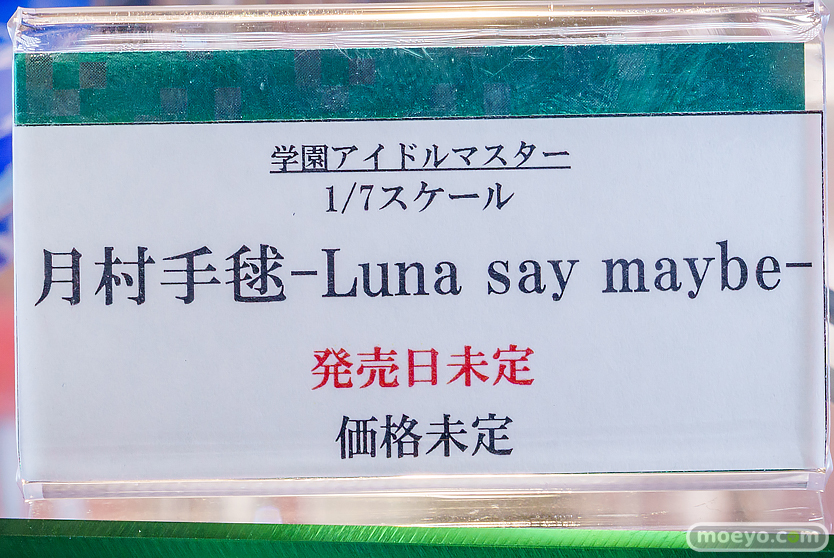 学園アイドルマスター
1/7スケール
月村手毬-Luna say maybe-
発売日未定
価格未定
moeyo.com